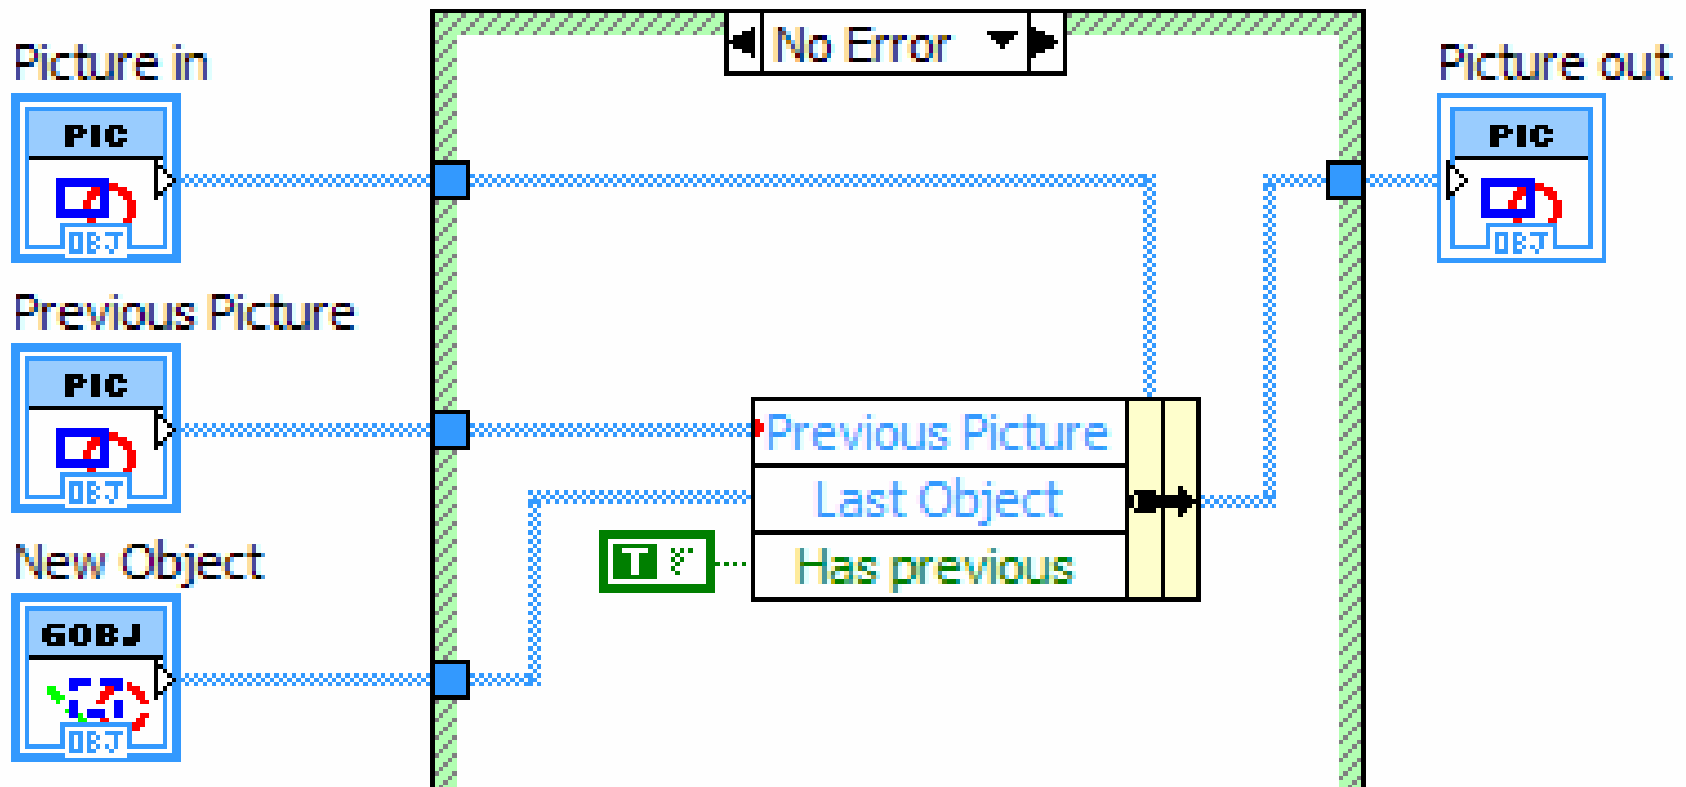 No Error
Picture in
PIC
OBJ
Picture out
PIC
OBJ
Previous Picture
PIC
OBJ
Previous Picture
Last Object
Has previous
T
New Object
GOBJ
OBJ